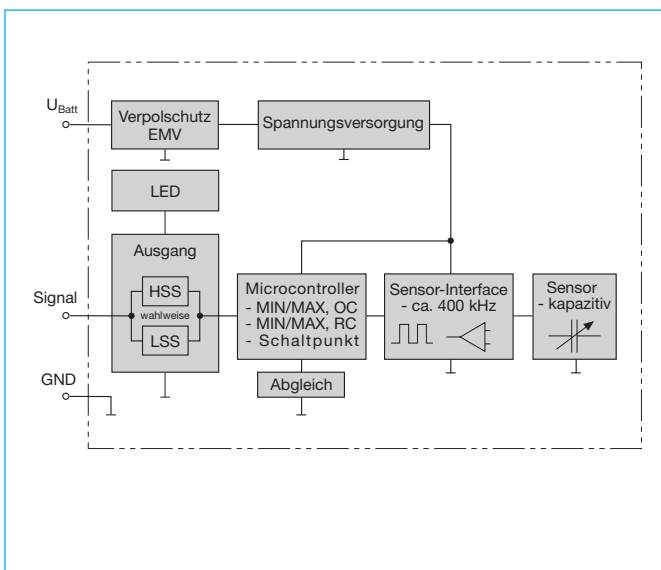 U_Batt
Verpolschutz
EMV
Spannungsversorgung
LED
Ausgang
HSS
wahlweise
LSS
Signal
GND
Microcontroller
- MIN/MAX, OC
- MIN/MAX, RC
- Schaltpunkt
Abgleich
Sensor-Interface
- ca. 400 kHz
Sensor
- kapazitiv